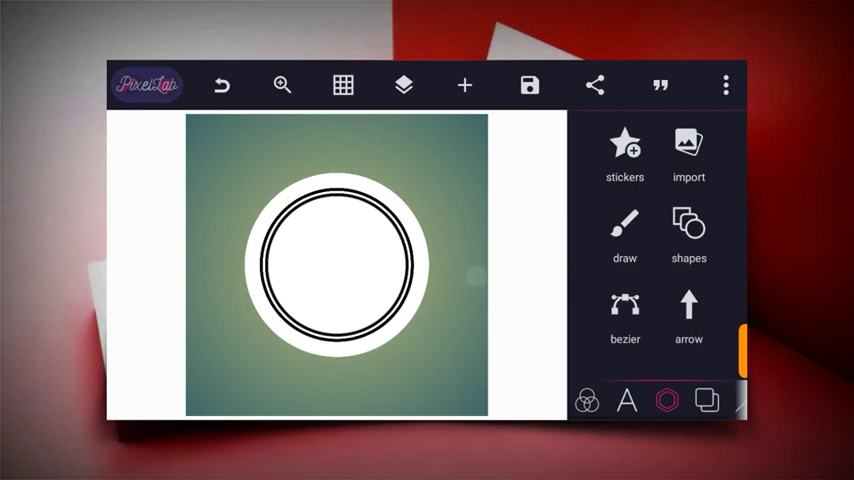 PixelLab
stickers
import
draw
shapes
bezier
arrow